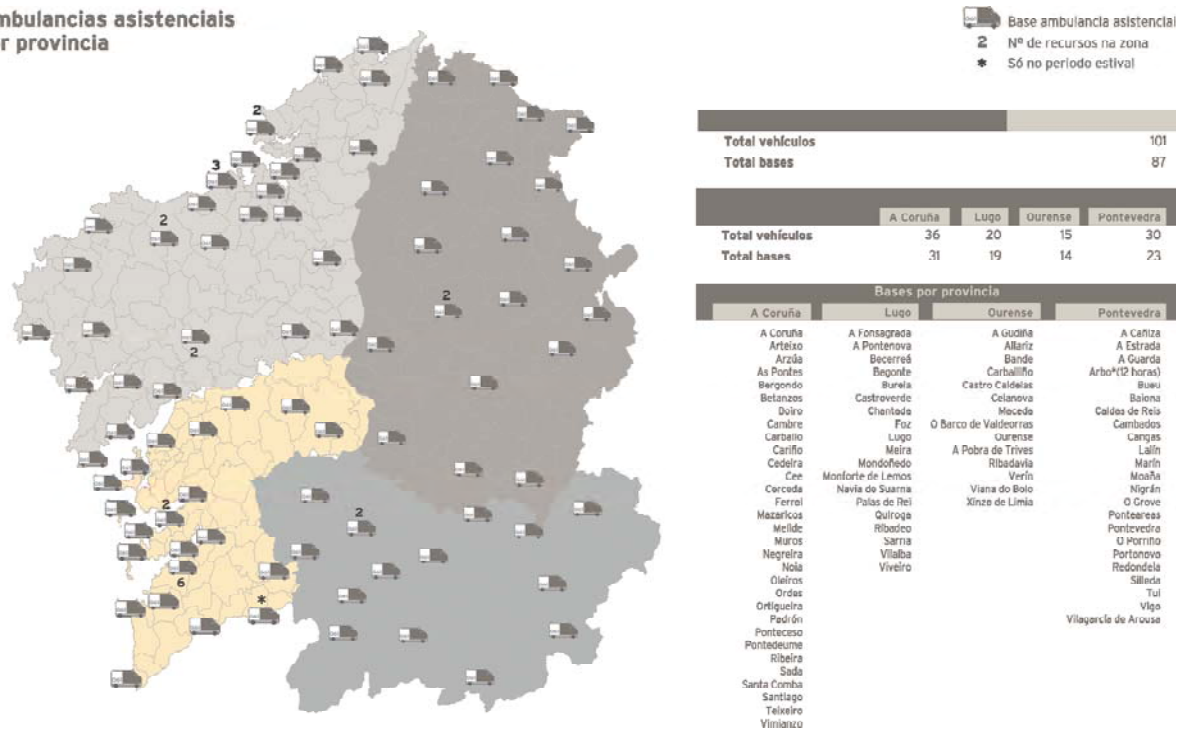 mbulancias asistenciais
r provincia
Base ambulancia asistencial
2 Nº de recursos na zona
* Só no periodo estival
2
3
2
2
2
2
2
6
*
Total vehículos 101
Total bases 87
A Coruña Lugo Ourense Pontevedra
Total vehículos 36 20 15 30
Total bases 31 19 14 23
Bases por provincia
A Coruña Lugo Ourense Pontevedra
A Coruña A Fonsagrada A Gudiña A Cañiza
Arteixo A Pontenova Allariz A Estrada
Arzúa Becerreá Bande A Guarda
As Pontes Begonte Carballiño Arbo*(12 horas)
Bergondo Burela Castro Caldelas Bueu
Betanzos Castroverde Celanova Baiona
Boiro Chantada Maceda Caldas de Reis
Cambre Foz O Barco de Valdeorras Cambados
Carballo Lugo Ourense Cangas
Cariño Meira A Pobra de Trives Lalín
Cedeira Mondoñedo Ribadavia Marín
Cee Monforte de Lemos Verín Moaña
Cerceda Navia de Suarna Viana do Bolo Nigrán
Ferrol Palas de Rei Xinzo de Limia O Grove
Mazaricos Quiroga Ponteareas
Melide Ribadeo Pontevedra
Muros Sarria O Porriño
Negreira Vilalba Portonovo
Noia Viveiro Redondela
Oleiros Silleda
Ordes Tui
Ortigueira Vigo
Padrón Vilagarcía de Arousa
Ponteceso
Pontedeume
Ribeira
Sada
Santa Comba
Santiago
Teixeiro
Vimianzo